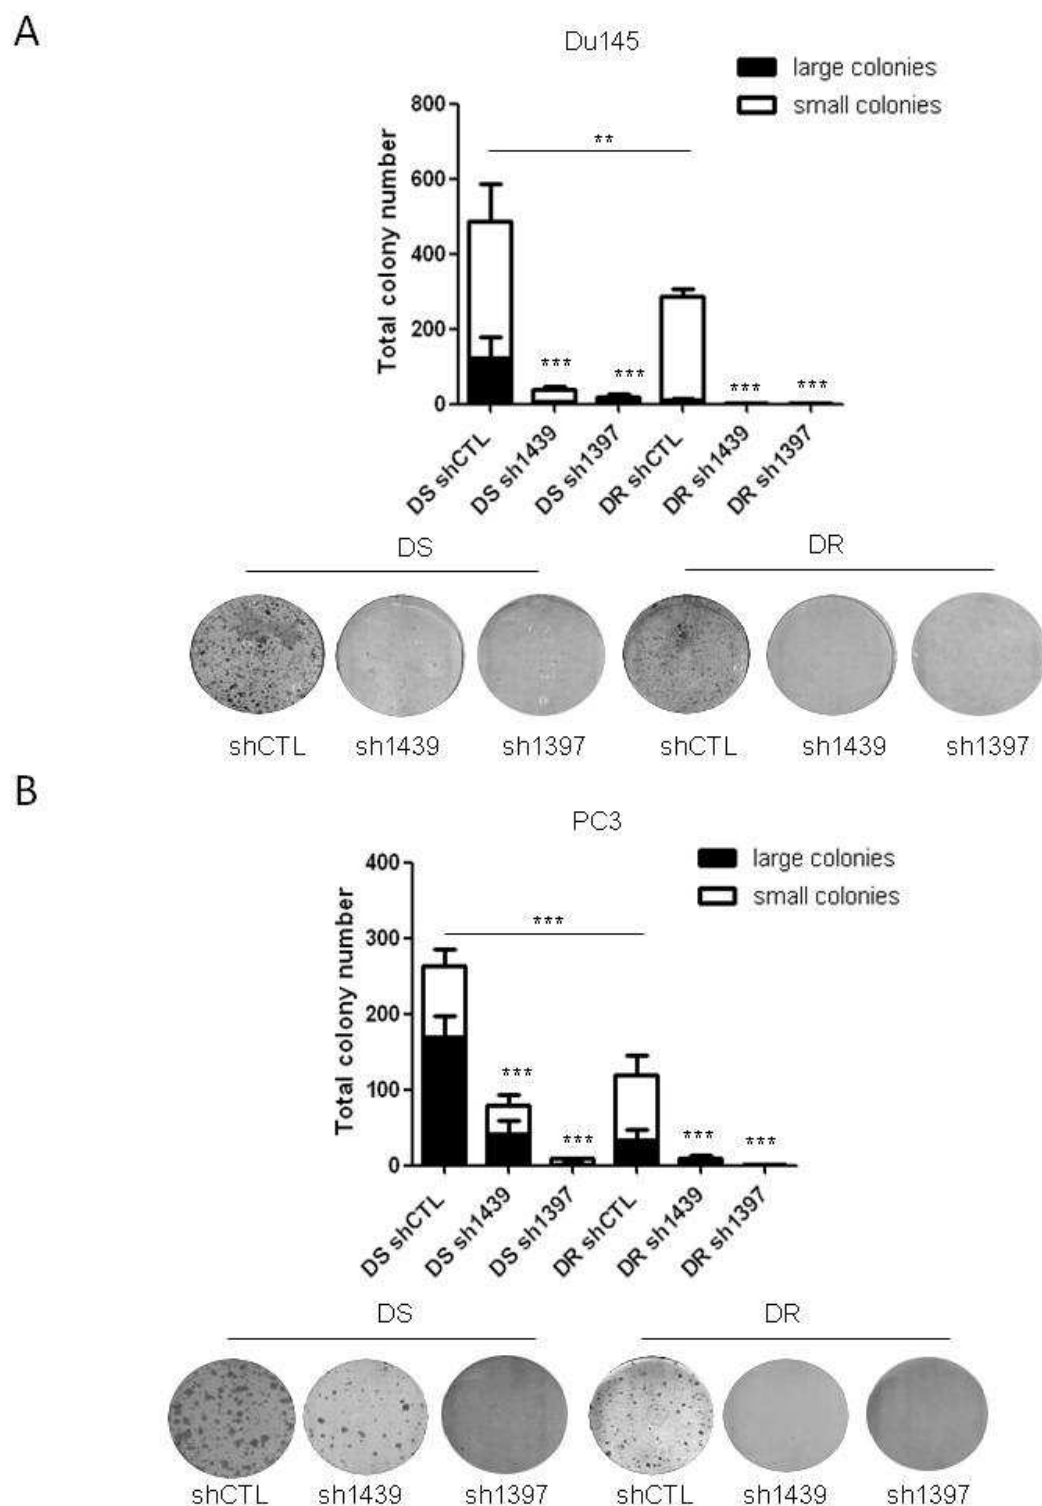 A
Du145
large colonies
small colonies
Total colony number
800
600
400
200
0
**
***
***
***
***
DS shCTL
DS sh1439
DS sh1397
DR shCTL
DR sh1439
DR sh1397
DS
DR
shCTL
sh1439
sh1397
shCTL
sh1439
sh1397
B
PC3
large colonies
small colonies
Total colony number
400
300
200
100
0
***
***
***
***
***
DS shCTL
DS sh1439
DS sh1397
DR shCTL
DR sh1439
DR sh1397
DS
DR
shCTL
sh1439
sh1397
shCTL
sh1439
sh1397